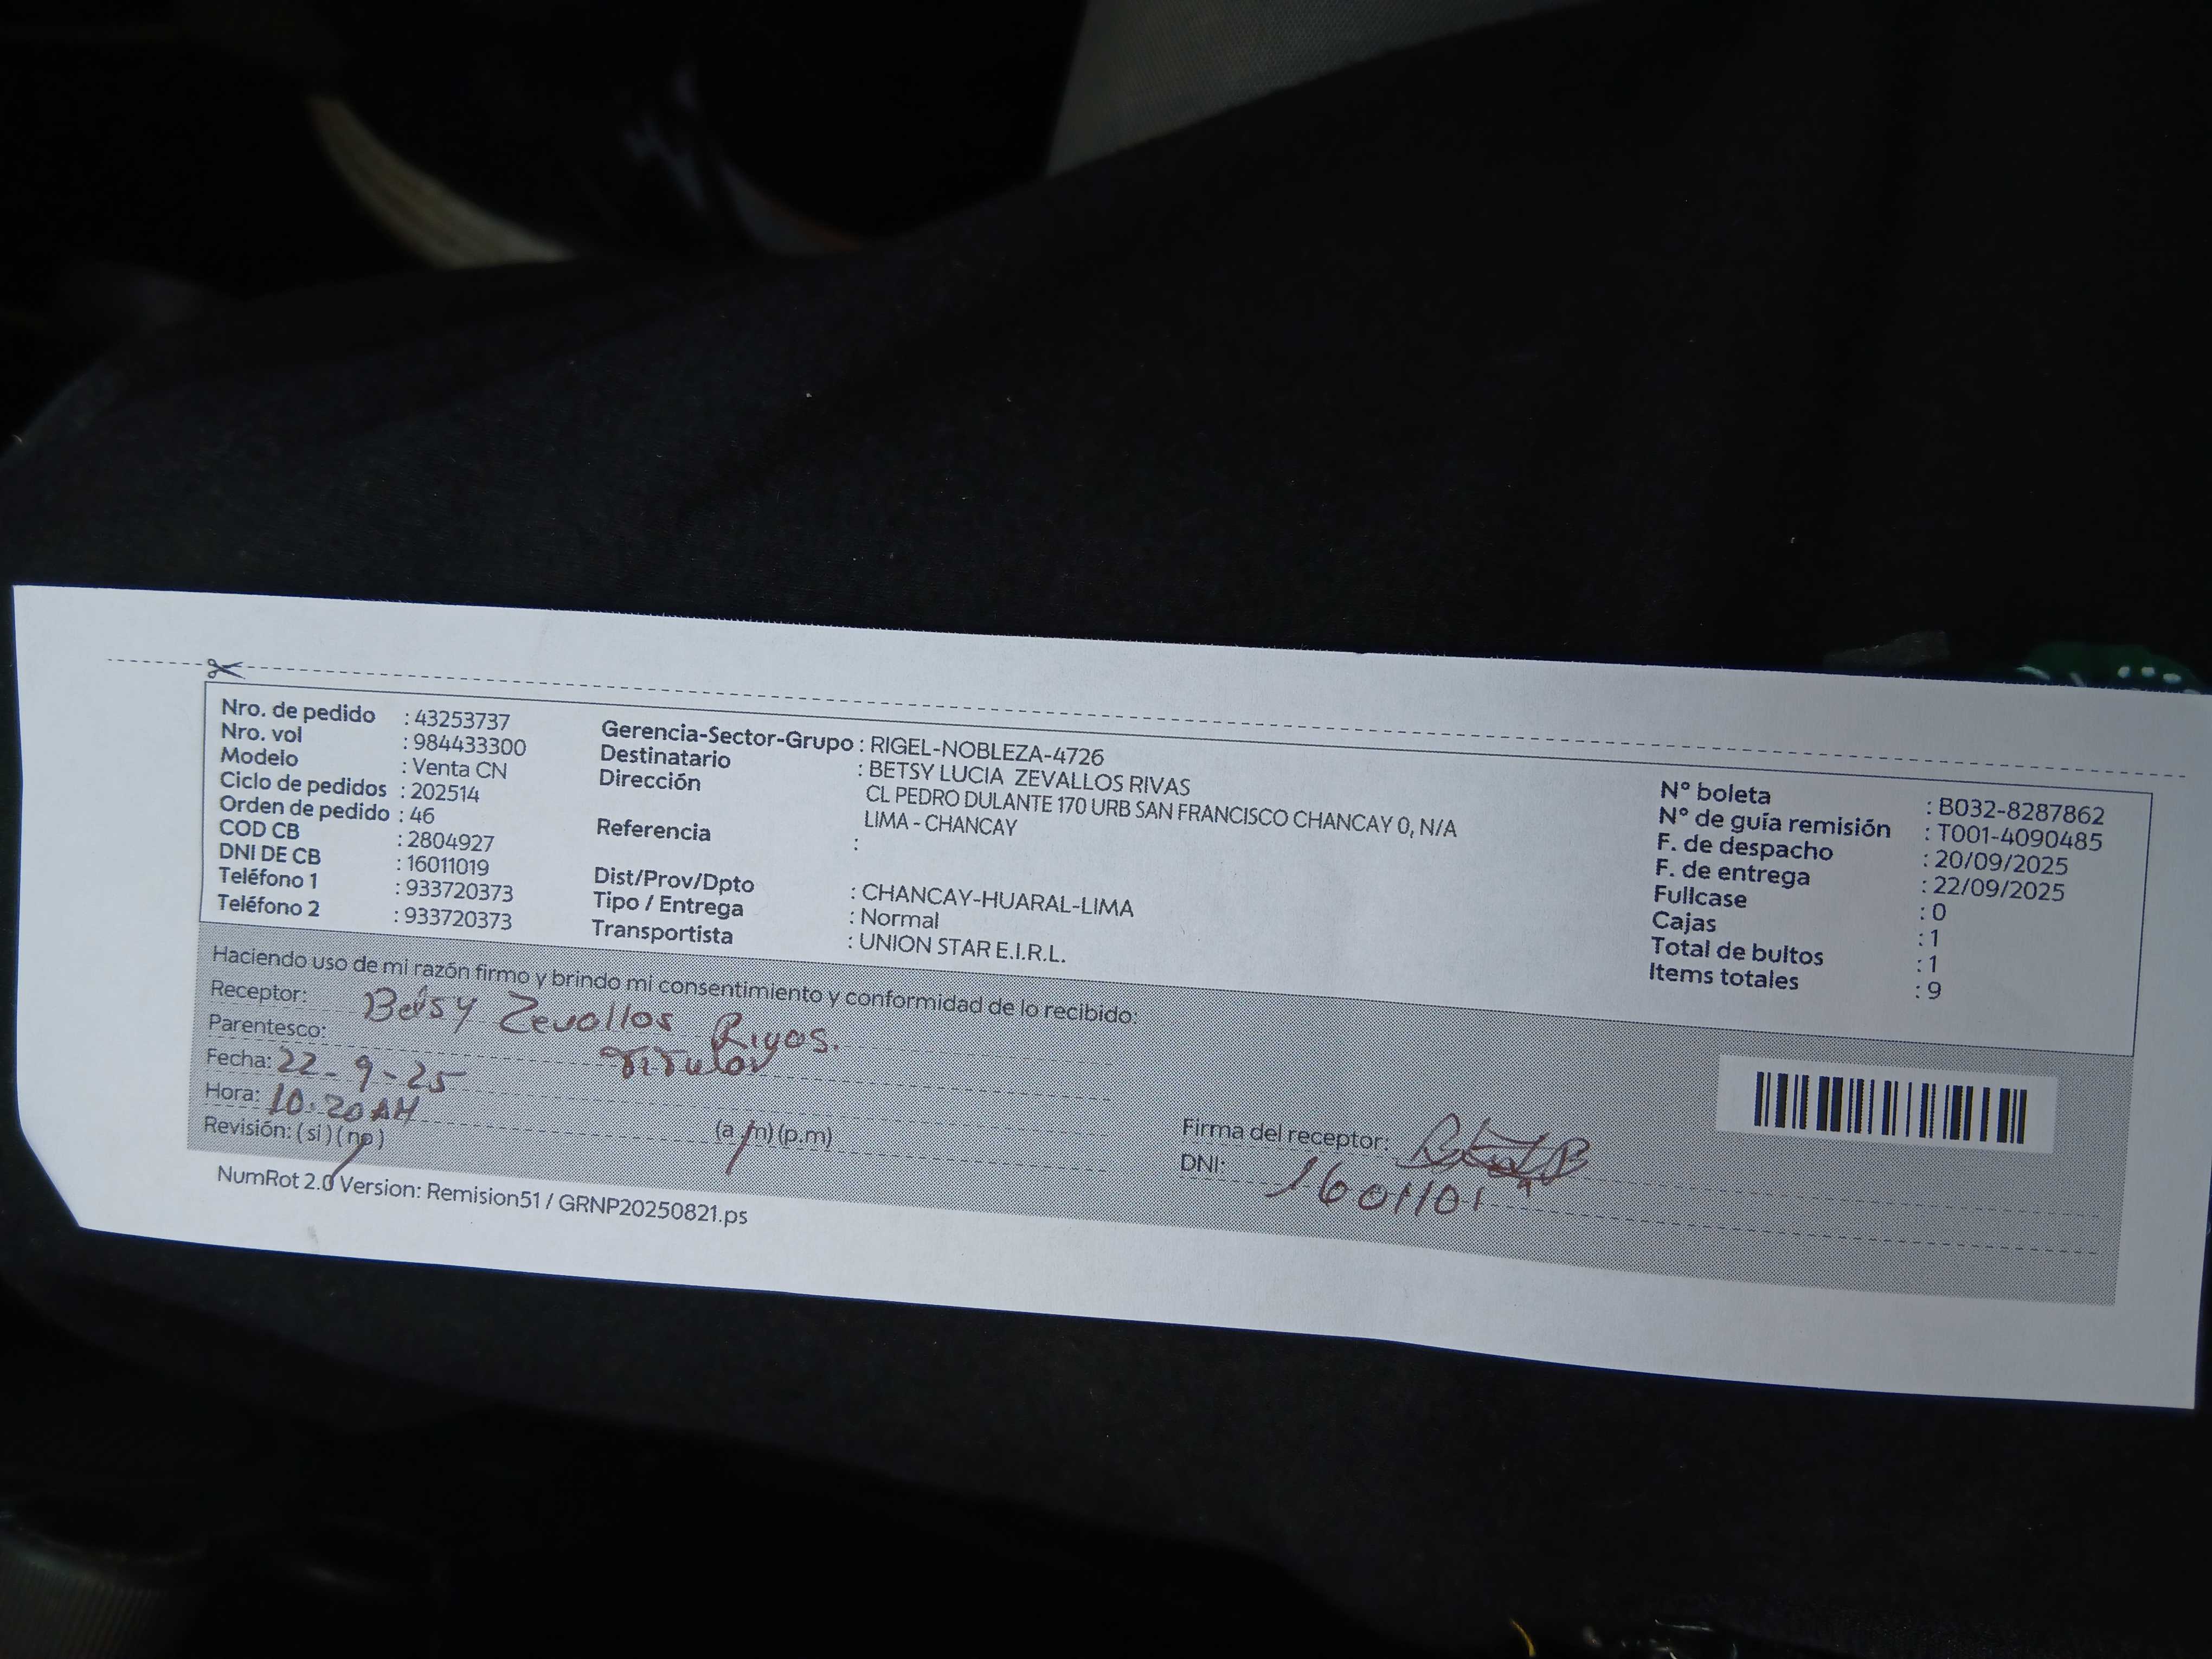 Nro. de pedido : 43253737
Nro. vol : 984433300
Modelo : Venta CN
Ciclo de pedidos : 202514
Orden de pedido : 46
COD CB : 2804927
DNI DE CB : 16011019
Teléfono 1 : 933720373
Teléfono 2 : 933720373
Gerencia-Sector-Grupo : RIGEL-NOBLEZA-4726
Destinatario : BETSY LUCIA ZEVALLOS RIVAS
Dirección CL PEDRO DULANTE 170 URB SAN FRANCISCO CHANCAY 0, N/A
LIMA - CHANCAY
Referencia :
Dist/Prov/Dpto : CHANCAY-HUARAL-LIMA
Tipo / Entrega : Normal
Transportista : UNION STAR E.I.R.L.
N° boleta : B032-8287862
N° de guía remisión : T001-4090485
F. de despacho : 20/09/2025
F. de entrega : 22/09/2025
Fullcase : 0
Cajas : 1
Total de bultos : 1
Items totales : 9
Haciendo uso de mi razón firmo y brindo mi consentimiento y conformidad de lo recibido:
Receptor: Betsy Zevallos Rivas.
Parentesco: Titular
Fecha: 22-9-25
Hora: 10:20 AM (a.m) (p.m)
Revisión: (si) (no)
Firma del receptor:
DNI: 16011019
NumRot 2.0 Version: Remision51 / GRNP20250821.ps